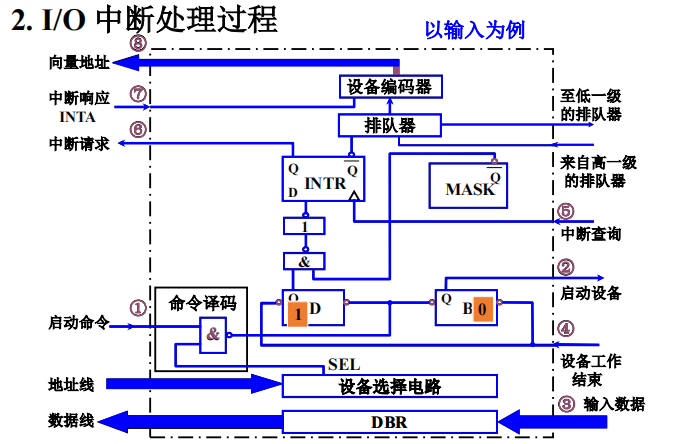 2. I/O 中断处理过程
以输入为例
⑧
向量地址
设备编码器
⑦
中断响应
INTA
至低一级
的排队器
排队器
⑥
中断请求
来自高一级
的排队器
Q
Q
INTR
D
MASK
Q
1
⑤
中断查询
&
②
启动设备
①
命令译码
Q
1 D
Q
B 0
启动命令
&
④
设备工作
结束
SEL
地址线
设备选择电路
③ 输入数据
数据线
DBR